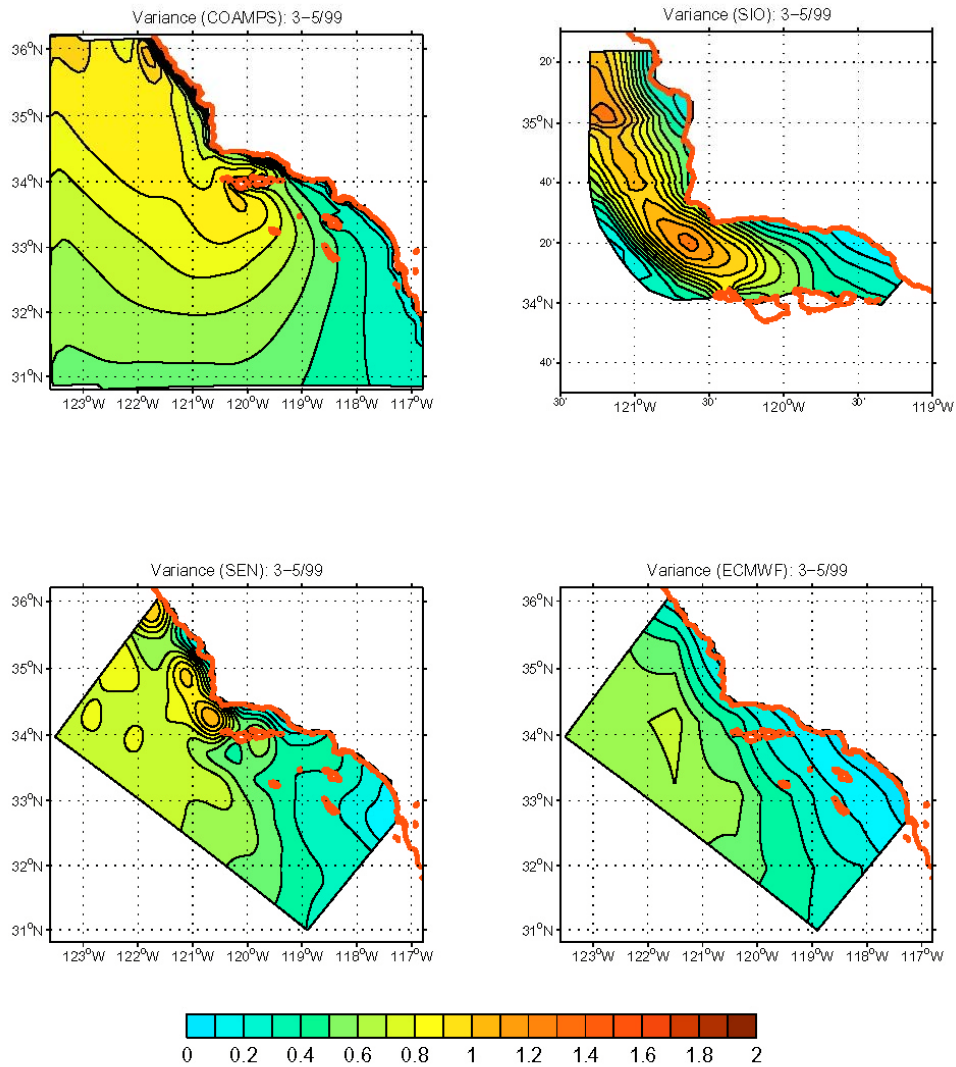 Variance (COAMPS): 3−5/99
36°N
35°N
34°N
33°N
32°N
31°N
123°W 122°W 121°W 120°W 119°W 118°W 117°W
Variance (SIO): 3−5/99
20'
35°N
40'
20'
34°N
40'
30' 121°W 30' 120°W 30' 119°W
Variance (SEN): 3−5/99
36°N
35°N
34°N
33°N
32°N
31°N
123°W 122°W 121°W 120°W 119°W 118°W 117°W
Variance (ECMWF): 3−5/99
36°N
35°N
34°N
33°N
32°N
31°N
123°W 122°W 121°W 120°W 119°W 118°W 117°W
0 0.2 0.4 0.6 0.8 1 1.2 1.4 1.6 1.8 2